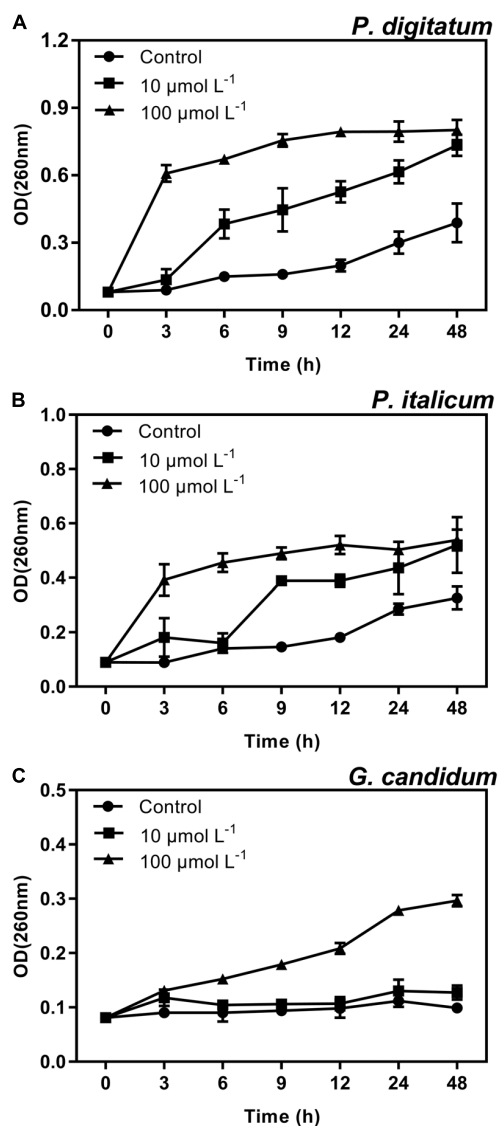 A
P. digitatum
Control
10 µmol L⁻¹
100 µmol L⁻¹
OD(260nm)
1.2
0.9
0.6
0.3
0.0
0 3 6 9 12 24 48
Time (h)
B
P. italicum
Control
10 µmol L⁻¹
100 µmol L⁻¹
OD(260nm)
1.0
0.8
0.6
0.4
0.2
0.0
0 3 6 9 12 24 48
Time (h)
C
G. candidum
Control
10 µmol L⁻¹
100 µmol L⁻¹
OD(260nm)
0.5
0.4
0.3
0.2
0.1
0.0
0 3 6 9 12 24 48
Time (h)